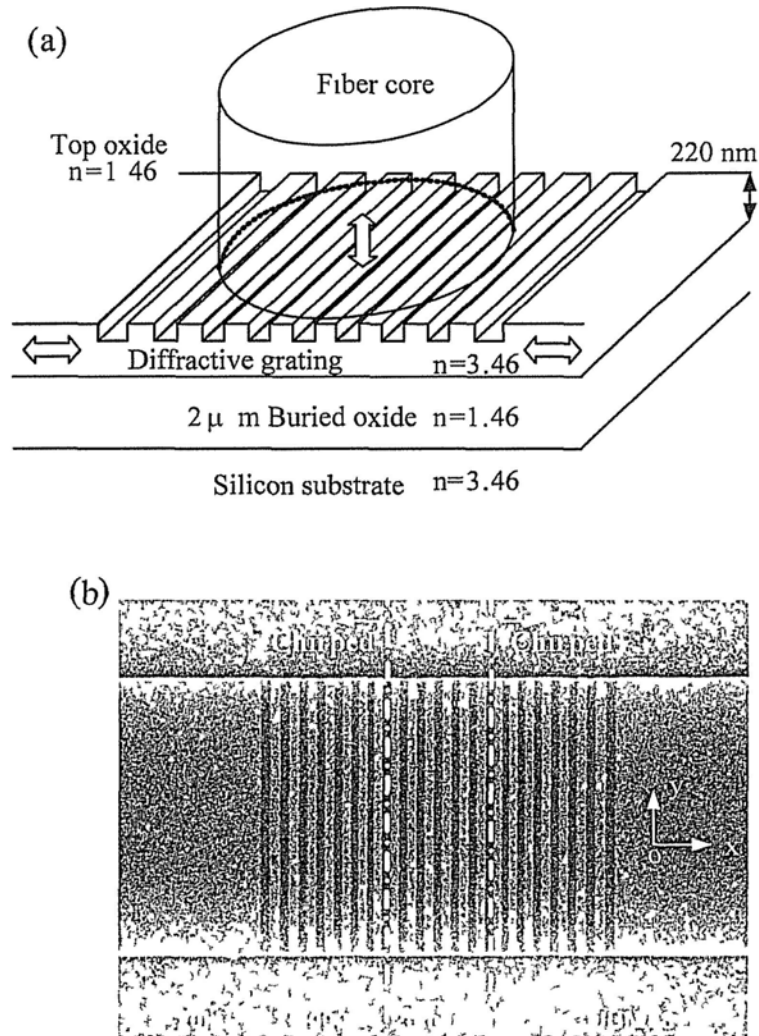 (a)
Fiber core
Top oxide
n=1 46
220 nm
Diffractive grating
n=3.46
2 μ m Buried oxide n=1.46
Silicon substrate n=3.46
(b)
Chirped
Chirped
y
o
x